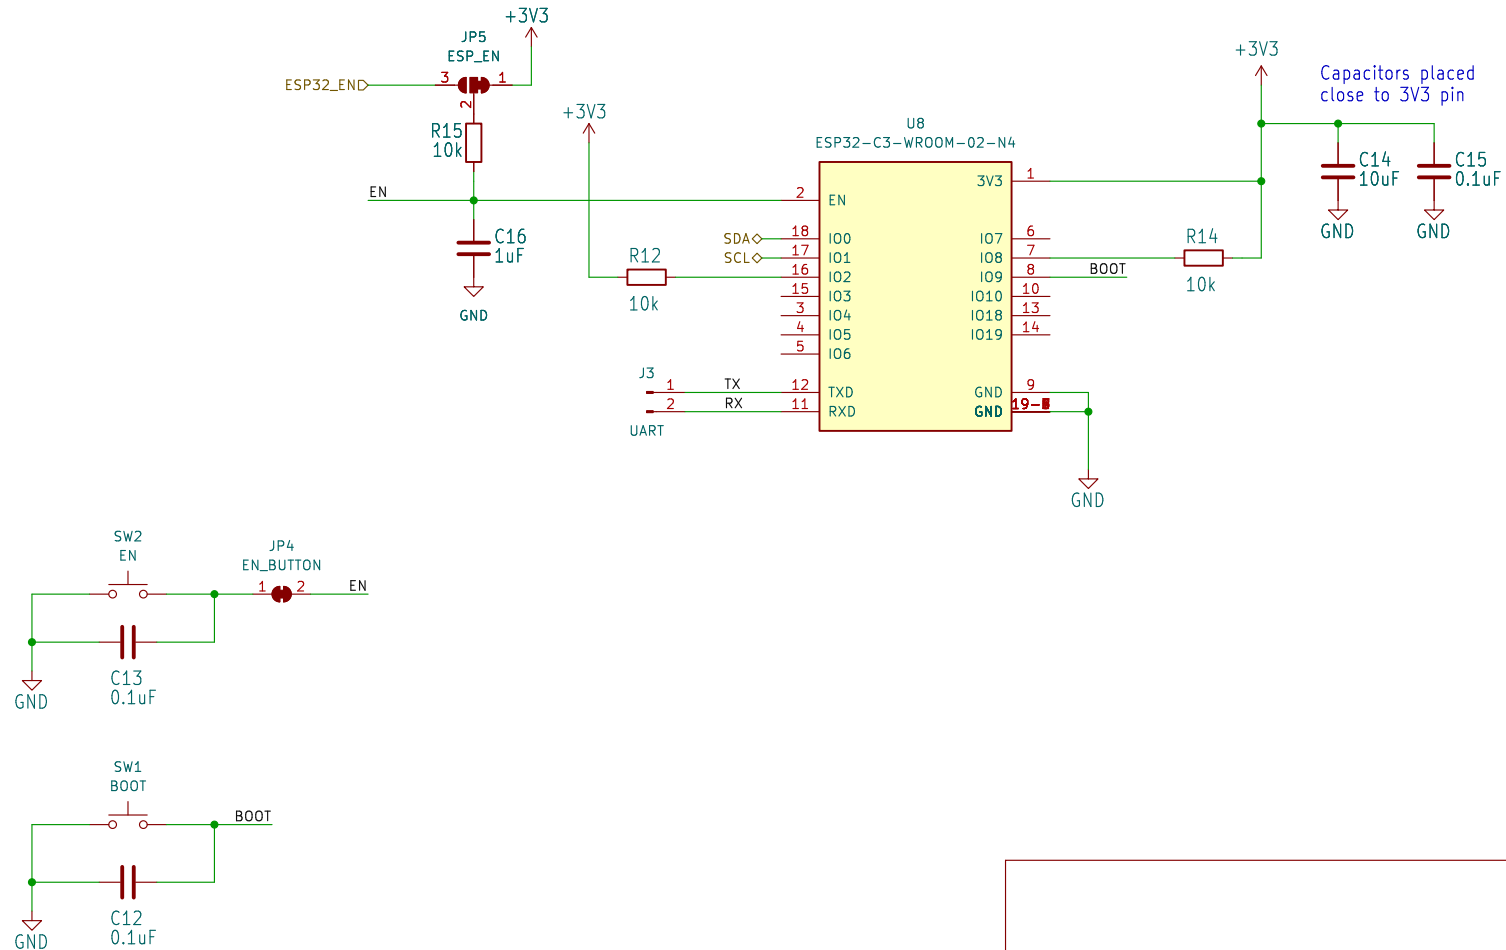 +3V3
JP5
ESP_EN
ESP32_EN
3
1
2
R15
10k
EN
C16
1uF
GND
+3V3
R12
10k
SDA
SCL
U8
ESP32-C3-WROOM-02-N4
2
EN
18
IO0
17
IO1
16
IO2
15
IO3
3
IO4
4
IO5
5
IO6
12
TXD
11
RXD
3V3
1
IO7
6
IO8
7
IO9
8
IO10
10
IO18
13
IO19
14
GND
9
GND
BOOT
R14
10k
+3V3
Capacitors placed
close to 3V3 pin
C14
10uF
GND
C15
0.1uF
GND
J3
1
TX
2
RX
UART
GND
SW2
EN
JP4
EN_BUTTON
1
2
EN
C13
0.1uF
GND
SW1
BOOT
BOOT
C12
0.1uF
GND